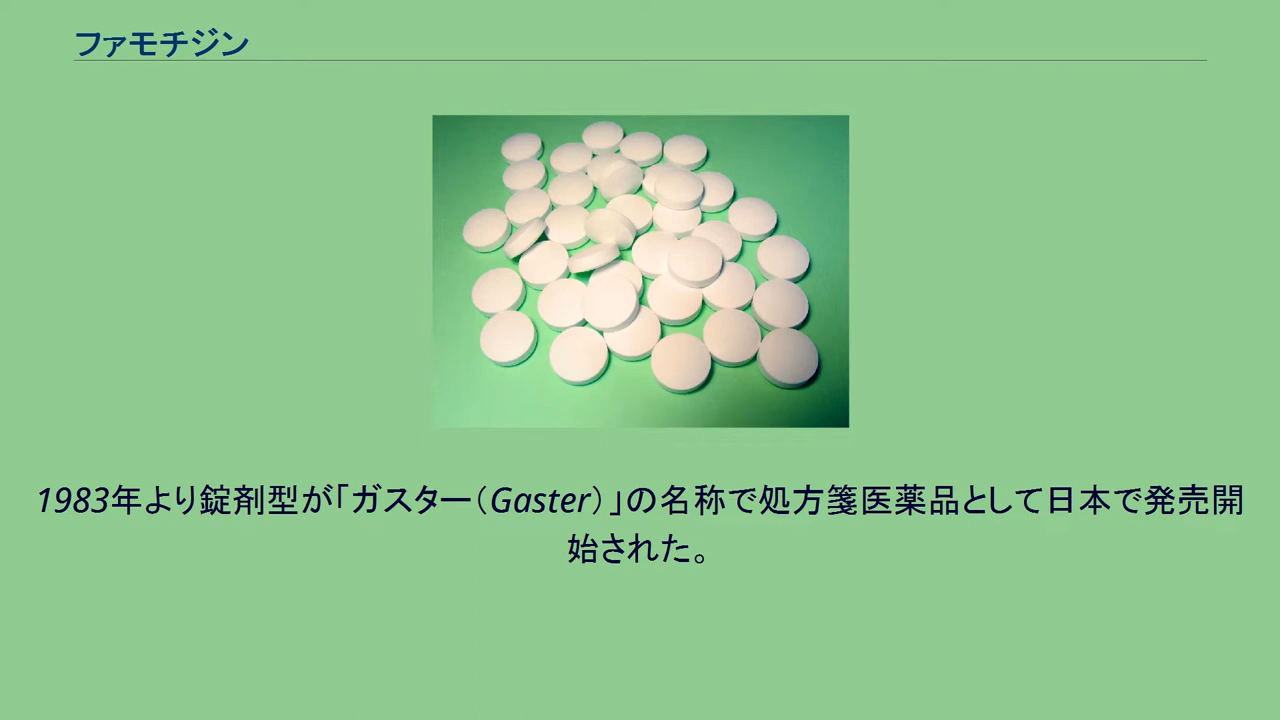 ファモチジン
1983年より錠剤型が「ガスター（Gaster）」の名称で処方箋医薬品として日本で発売開
始された。